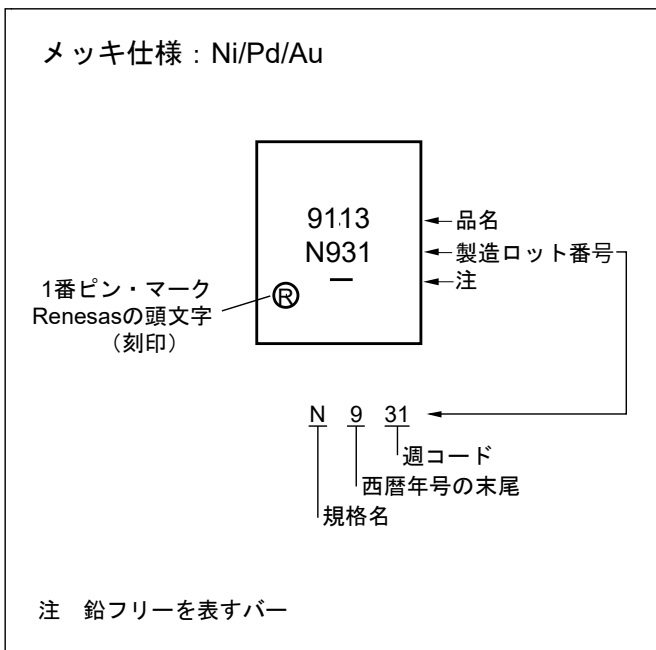 メッキ仕様：Ni/Pd/Au
9113
N931
—
R
品名
製造ロット番号
注
1番ピン・マーク
Renesasの頭文字
（刻印）
N 9 31
週コード
西暦年号の末尾
規格名
注　鉛フリーを表すバー